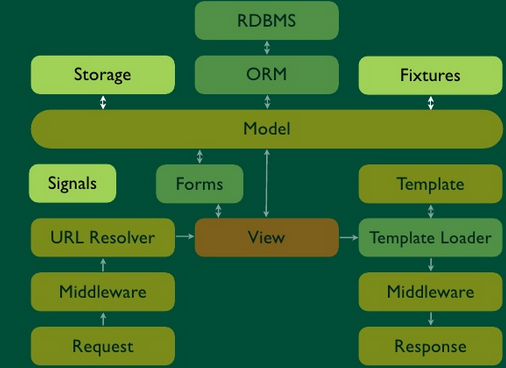 RDBMS
Storage
ORM
Fixtures
Model
Signals
Forms
Template
URL Resolver
View
Template Loader
Middleware
Middleware
Request
Response